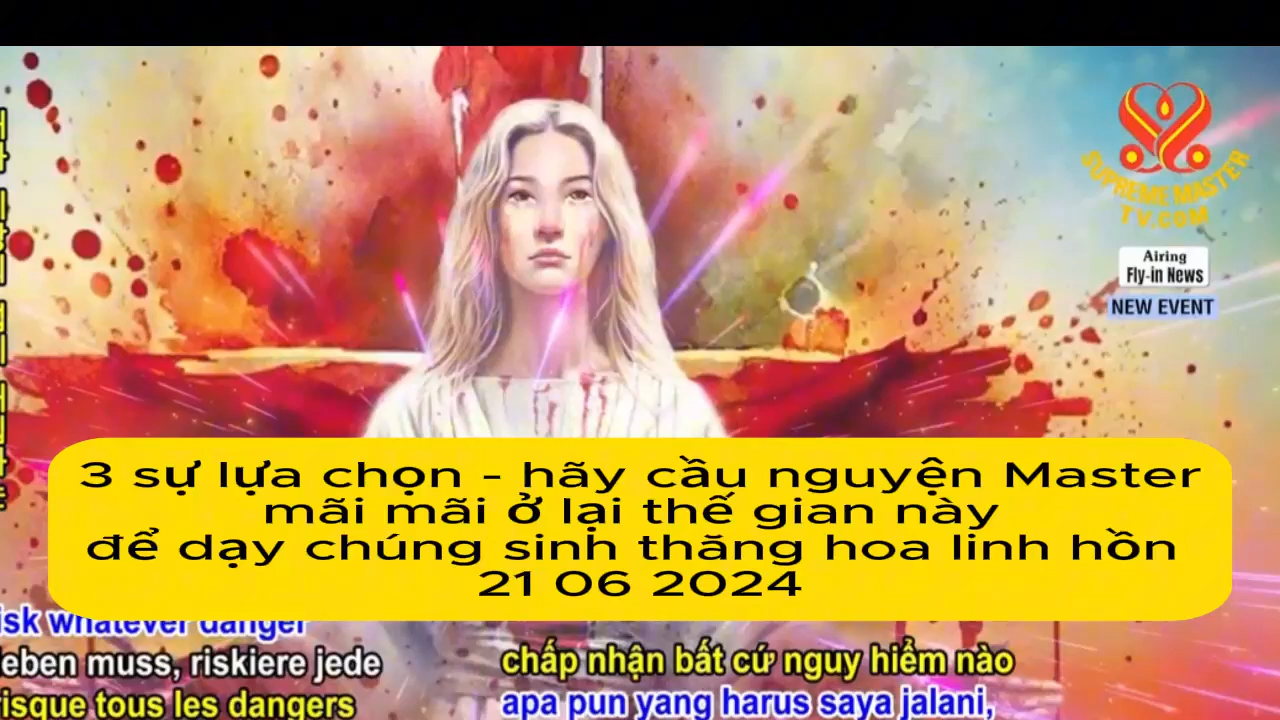 SUPREME MASTER
TV.COM
Airing
Fly-in News
NEW EVENT
3 sự lựa chọn - hãy cầu nguyện Master
mãi mãi ở lại thế gian này
để dạy chúng sinh thăng hoa linh hồn
21 06 2024
isk whatever danger
leben muss, riskiere jede
risque tous les dangers
chấp nhận bất cứ nguy hiểm nào
apa pun yang harus saya jalani,